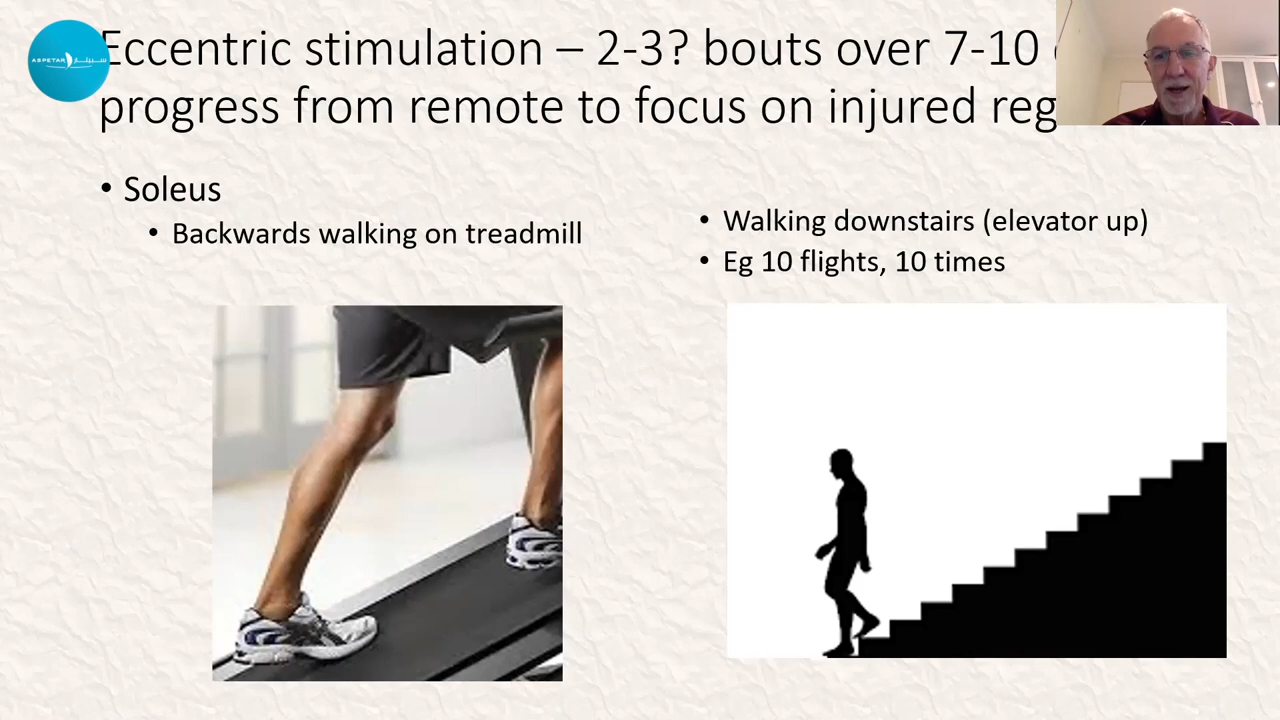 Eccentric stimulation – 2-3? bouts over 7-10
progress from remote to focus on injured reg
ASPETAR
• Soleus
• Backwards walking on treadmill
• Walking downstairs (elevator up)
• Eg 10 flights, 10 times